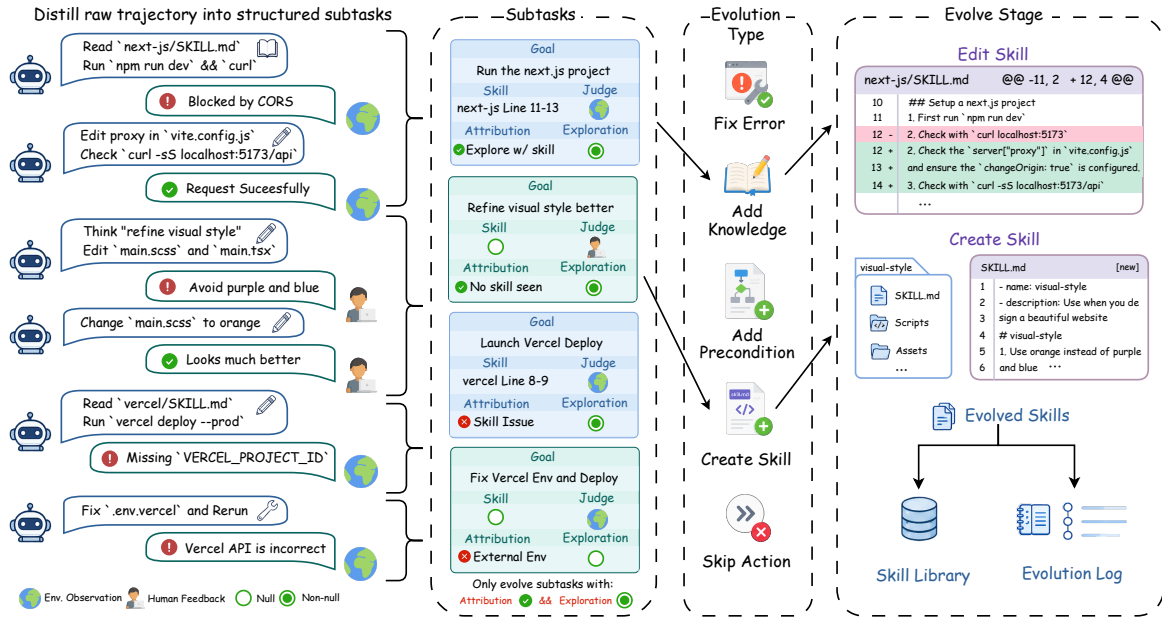 Distill raw trajectory into structured subtasks
Read `next-js/SKILL.md`
Run `npm run dev` && `curl`
Blocked by CORS
Edit proxy in `vite.config.js`
Check `curl -sS localhost:5173/api`
Request Sucessfully
Think "refine visual style"
Edit `main.scss` and `main.tsx`
Avoid purple and blue
Change `main.scss` to orange
Looks much better
Read `vercel/SKILL.md`
Run `vercel deploy --prod`
Missing `VERCEL_PROJECT_ID`
Fix `.env.vercel` and Rerun
Vercel API is incorrect
Env. Observation
Human Feedback
Null
Non-null
Subtasks
Goal
Run the next.js project
Skill
Judge
next-js Line 11-13
Attribution
Exploration
Explore w/ skill
Goal
Refine visual style better
Skill
Judge
Attribution
Exploration
No skill seen
Goal
Launch Vercel Deploy
Skill
Judge
vercel Line 8-9
Attribution
Exploration
Skill Issue
Goal
Fix Vercel Env and Deploy
Skill
Judge
Attribution
Exploration
External Env
Only evolve subtasks with:
Attribution && Exploration
Evolution
Type
Fix Error
Add
Knowledge
Add
Precondition
SKILL.md
Create Skill
Skip Action
Evolve Stage
Edit Skill
next-js/SKILL.md @@ -11, 2 + 12, 4 @@
10 ## Setup a next.js project
11 1. First run `npm run dev`
12 - 2. Check with `curl localhost:5173`
12 + 2. Check the `server["proxy"]` in `vite.config.js`
13 + and ensure the `changeOrigin: true` is configured.
14 + 3. Check with `curl -sS localhost:5173/api`
...
Create Skill
visual-style
SKILL.md
Scripts
Assets
...
SKILL.md [new]
1 - name: visual-style
2 - description: Use when you de
3 sign a beautiful website
4 # visual-style
5 1. Use orange instead of purple
6 and blue ...
Evolved Skills
Skill Library
Evolution Log